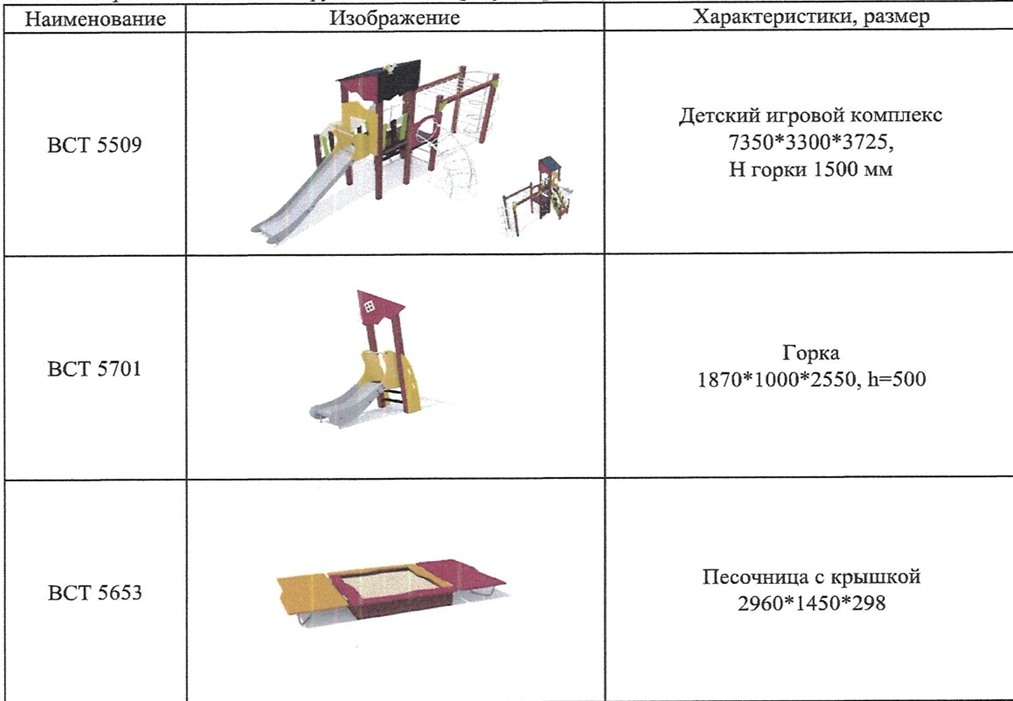 Наименование
Изображение
Характеристики, размер
ВСТ 5509
Детский игровой комплекс
7350*3300*3725,
Н горки 1500 мм
ВСТ 5701
Горка
1870*1000*2550, h=500
ВСТ 5653
Песочница с крышкой
2960*1450*298